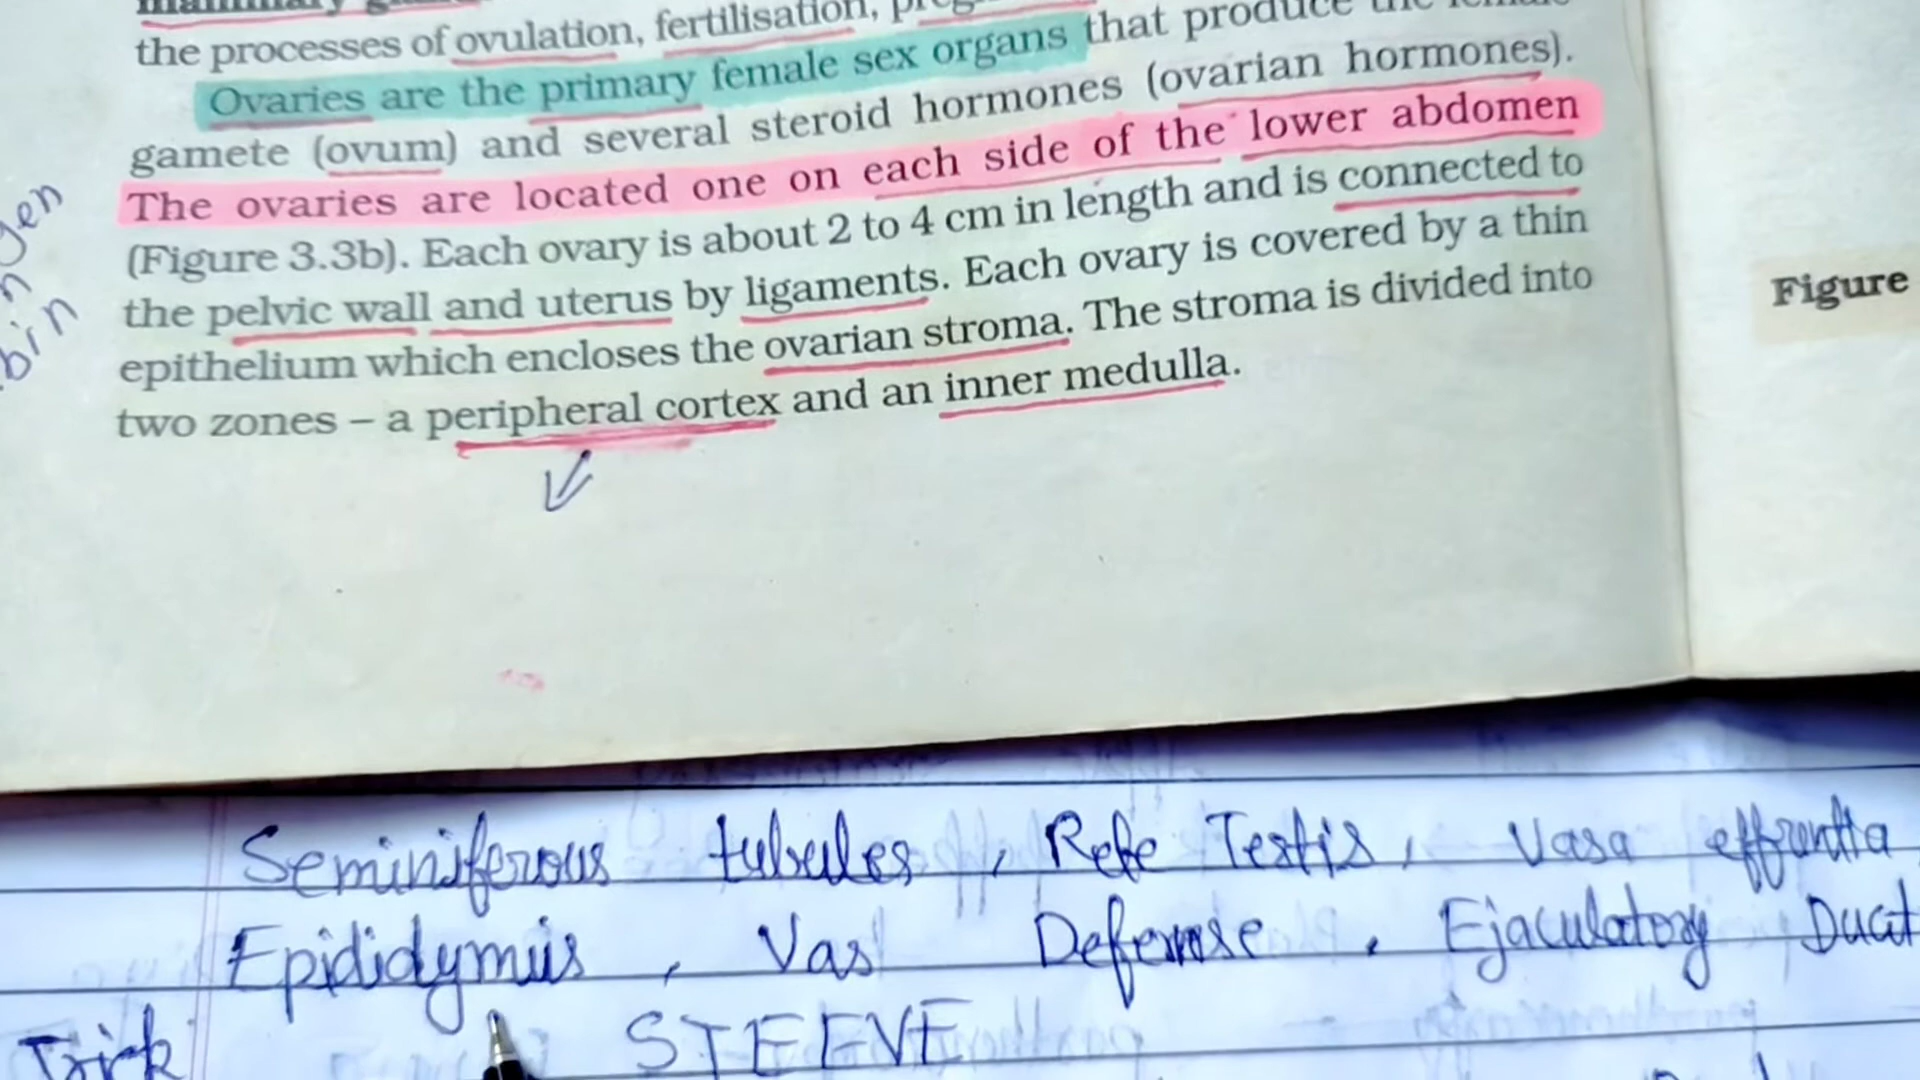 the processes of ovulation, fertilisation,
Ovaries are the primary female sex organs that produce the
gamete (ovum) and several steroid hormones (ovarian hormones).
The ovaries are located one on each side of the lower abdomen
(Figure 3.3b). Each ovary is about 2 to 4 cm in length and is connected to
the pelvic wall and uterus by ligaments. Each ovary is covered by a thin
epithelium which encloses the ovarian stroma. The stroma is divided into
two zones – a peripheral cortex and an inner medulla.
Figure
Seminiferous tubules, Rete Testis, Vasa
Epididymis, Vas Ejaculatory Duct
Trick STEEVE